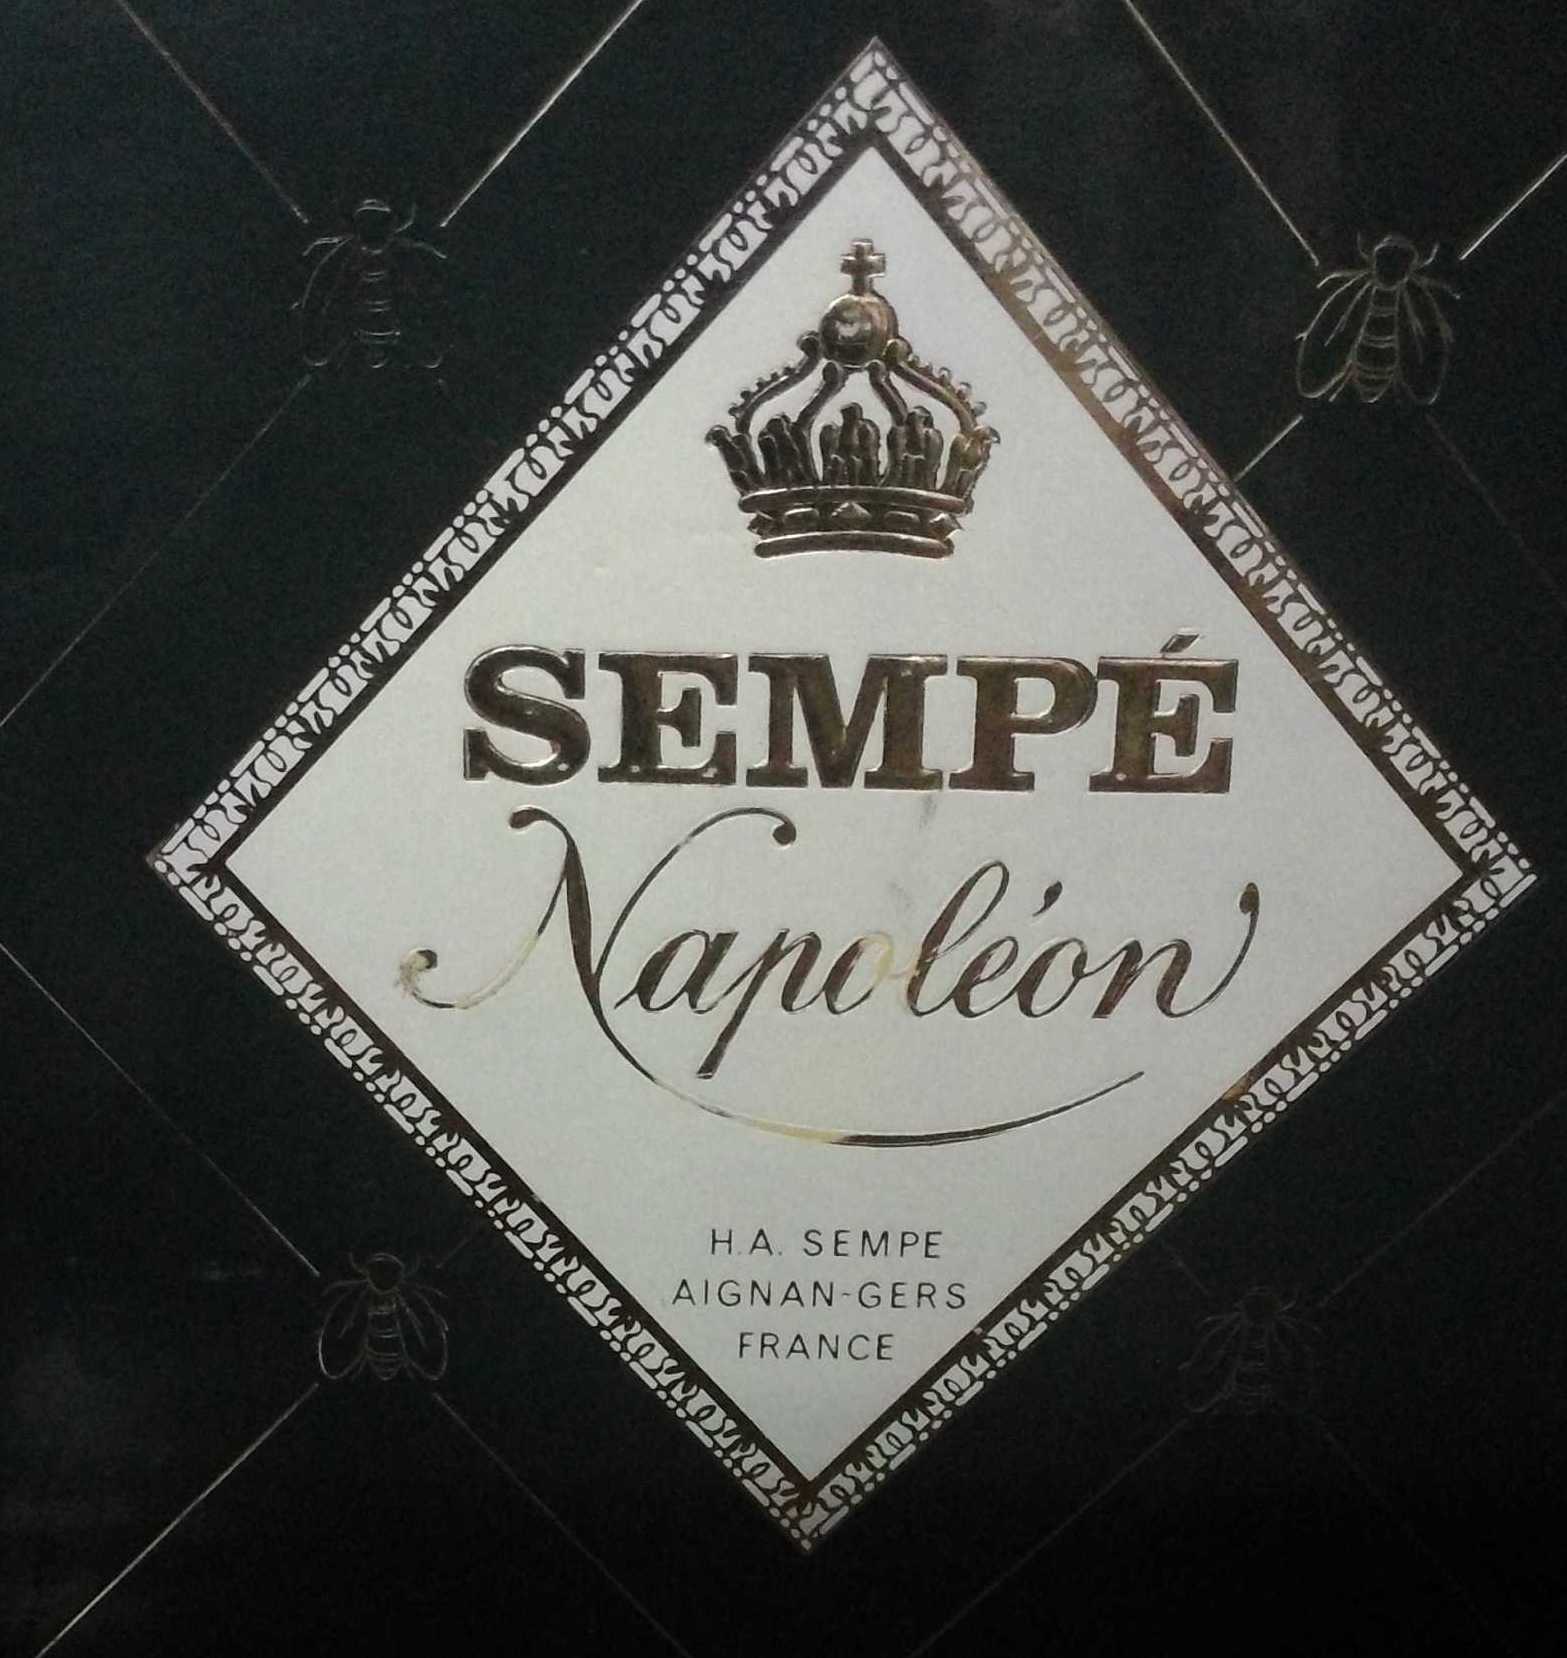 SEMPÉ
Napoléon
H.A. SEMPE
AIGNAN-GERS
FRANCE